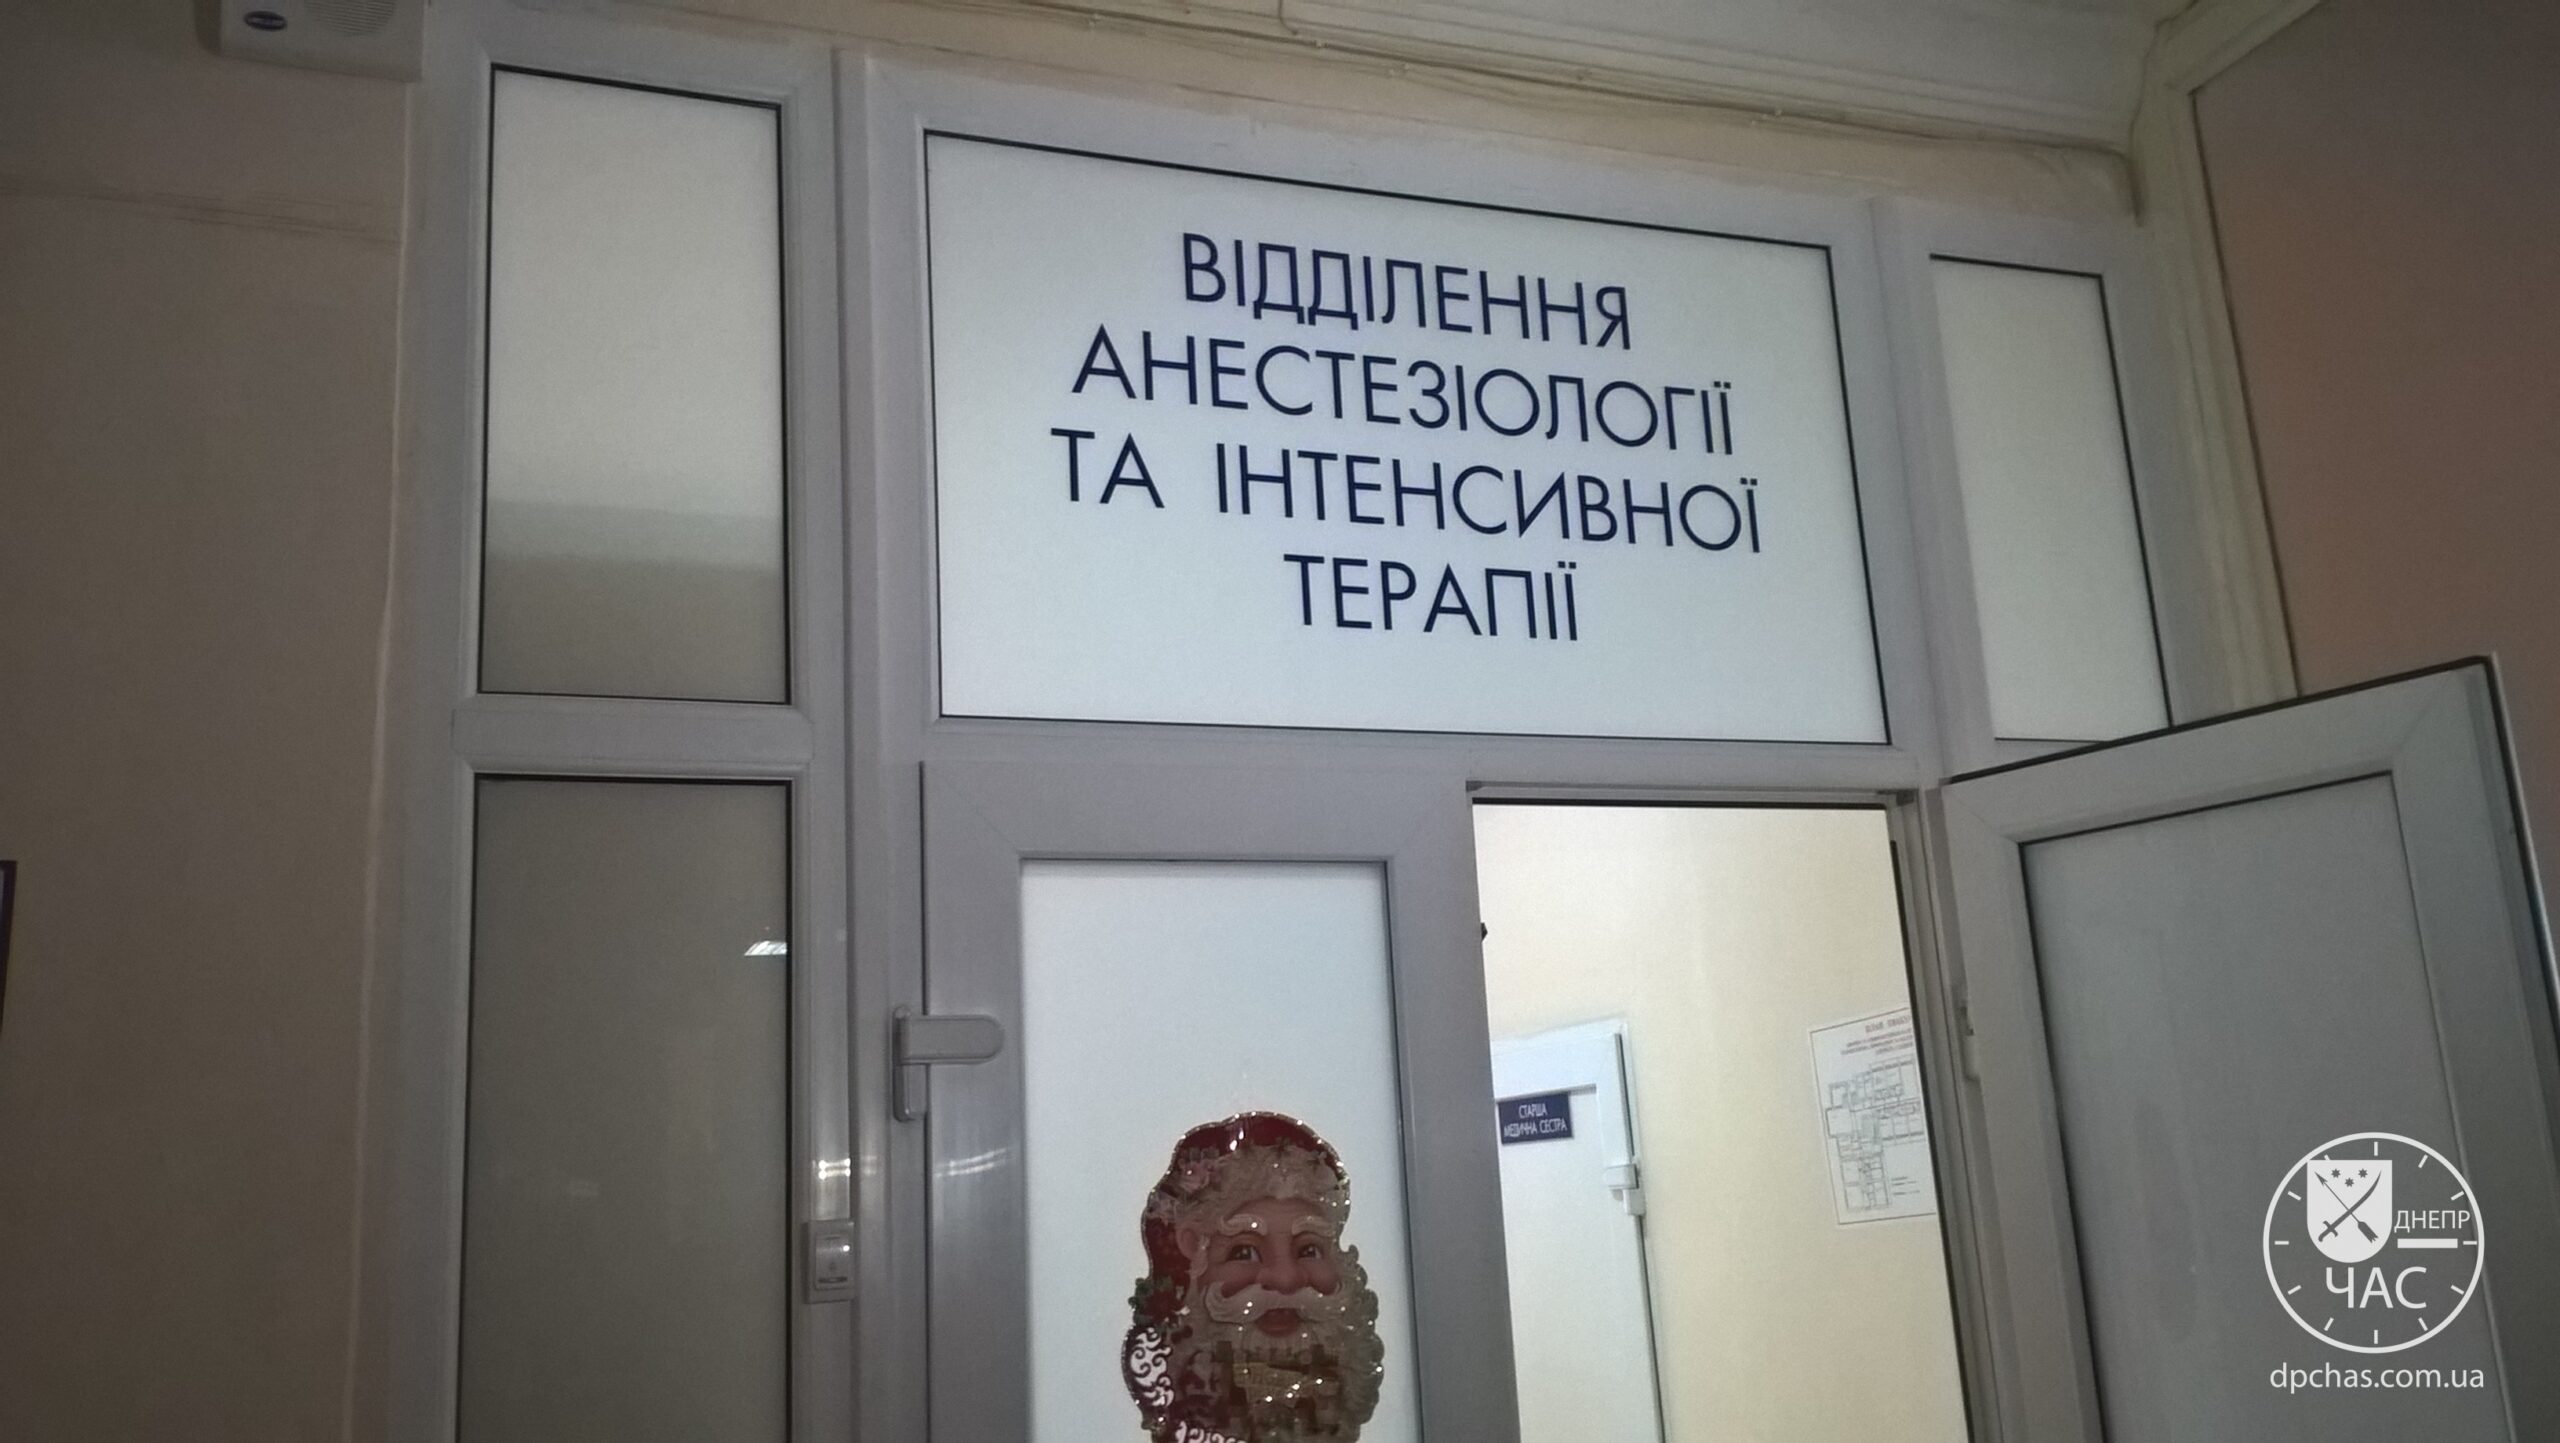 ВІДДІЛЕННЯ
АНЕСТЕЗІОЛОГІЇ
ТА ІНТЕНСИВНОЇ
ТЕРАПІЇ
СТАРША
МЕДИЧНА СЕСТРА
ДНЕПР
ЧАС
dpchas.com.ua